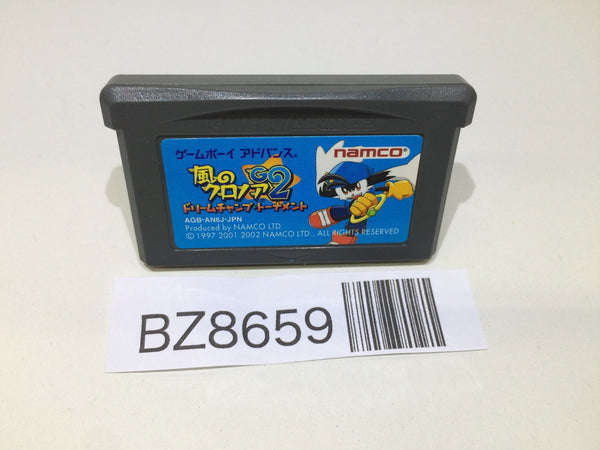 ゲームボーイ アドバンス®
namco®
風の
クロノア G2
ドリームチャンプ・トーナメント
AGB-AN6J-JPN
Produced by NAMCO LTD.
© 1997 2001 2002 NAMCO LTD., ALL RIGHTS RESERVED
BZ8659